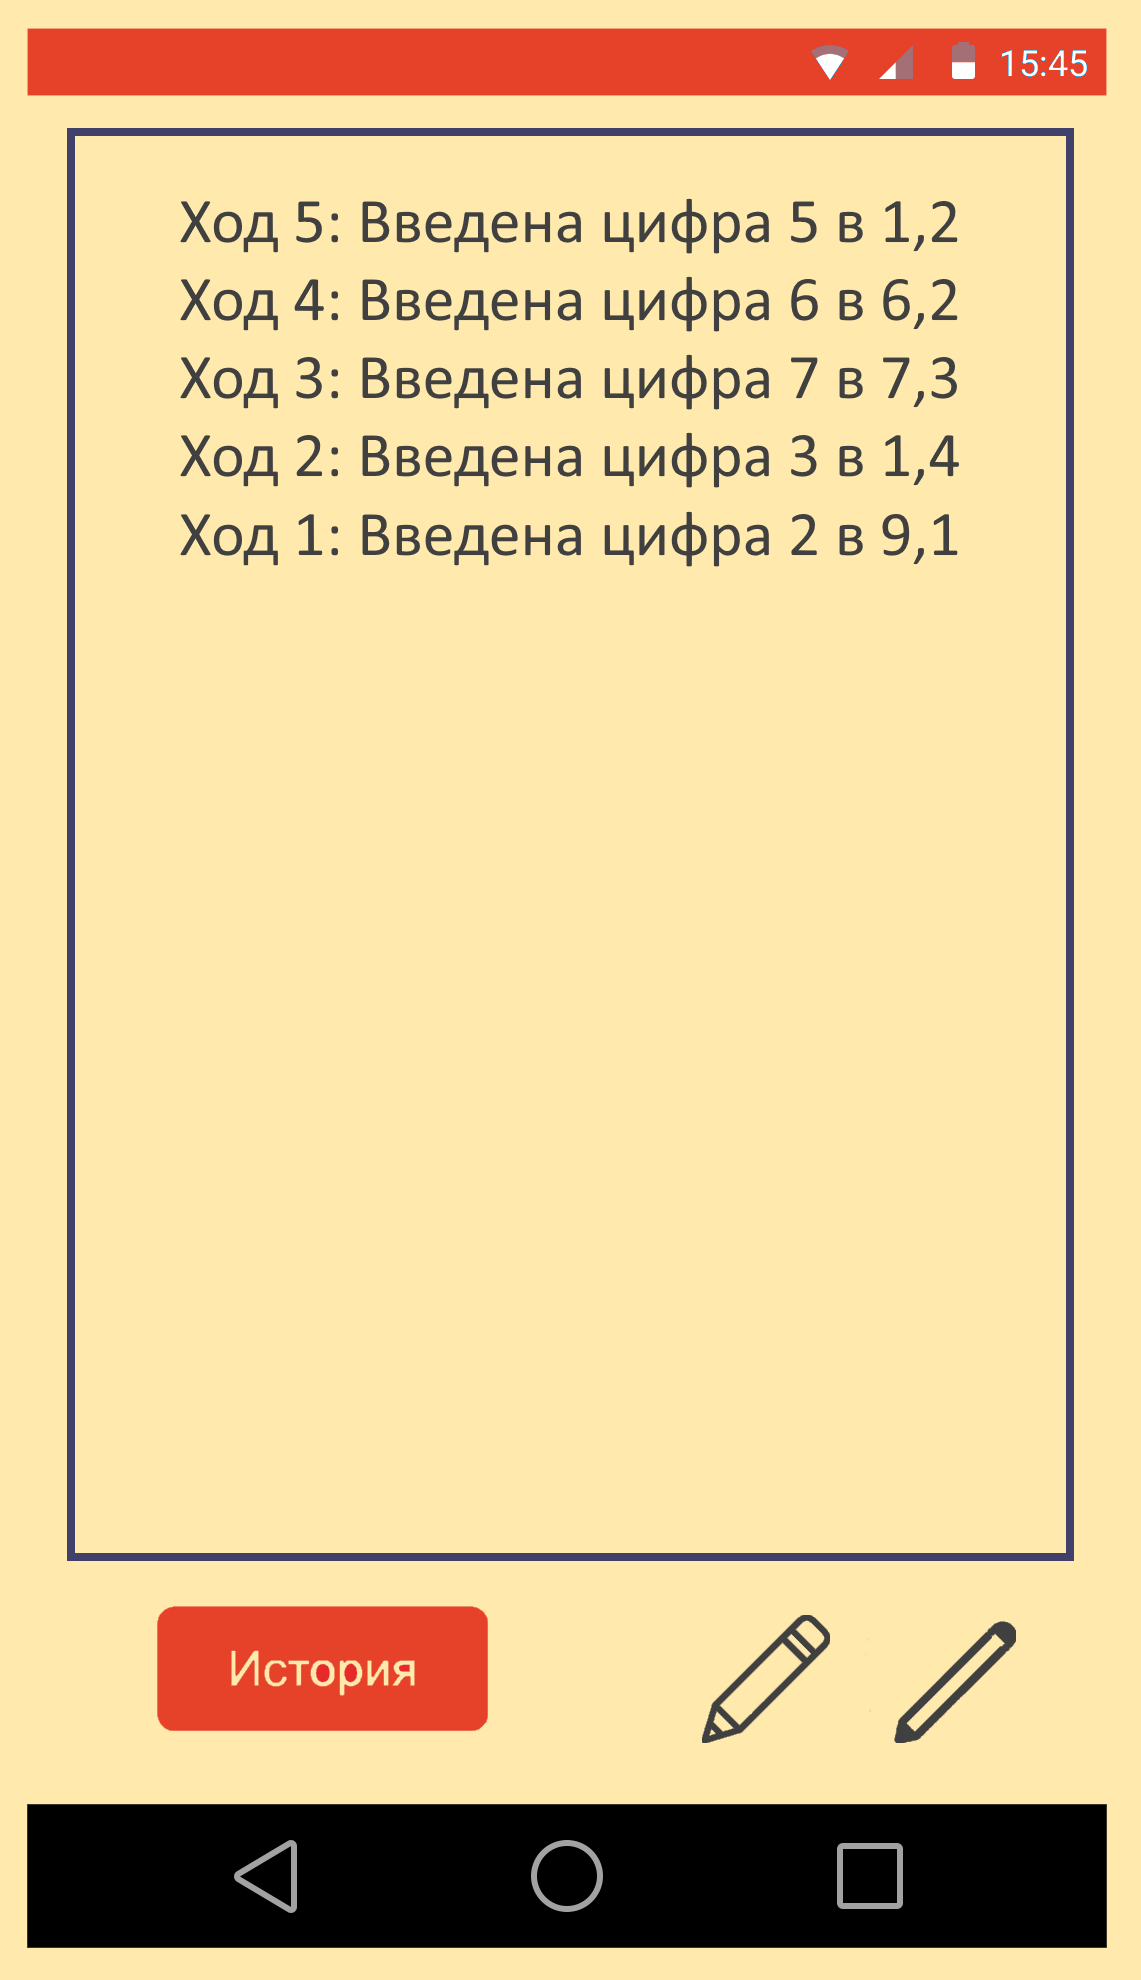 15:45
Ход 5: Введена цифра 5 в 1,2
Ход 4: Введена цифра 6 в 6,2
Ход 3: Введена цифра 7 в 7,3
Ход 2: Введена цифра 3 в 1,4
Ход 1: Введена цифра 2 в 9,1
История